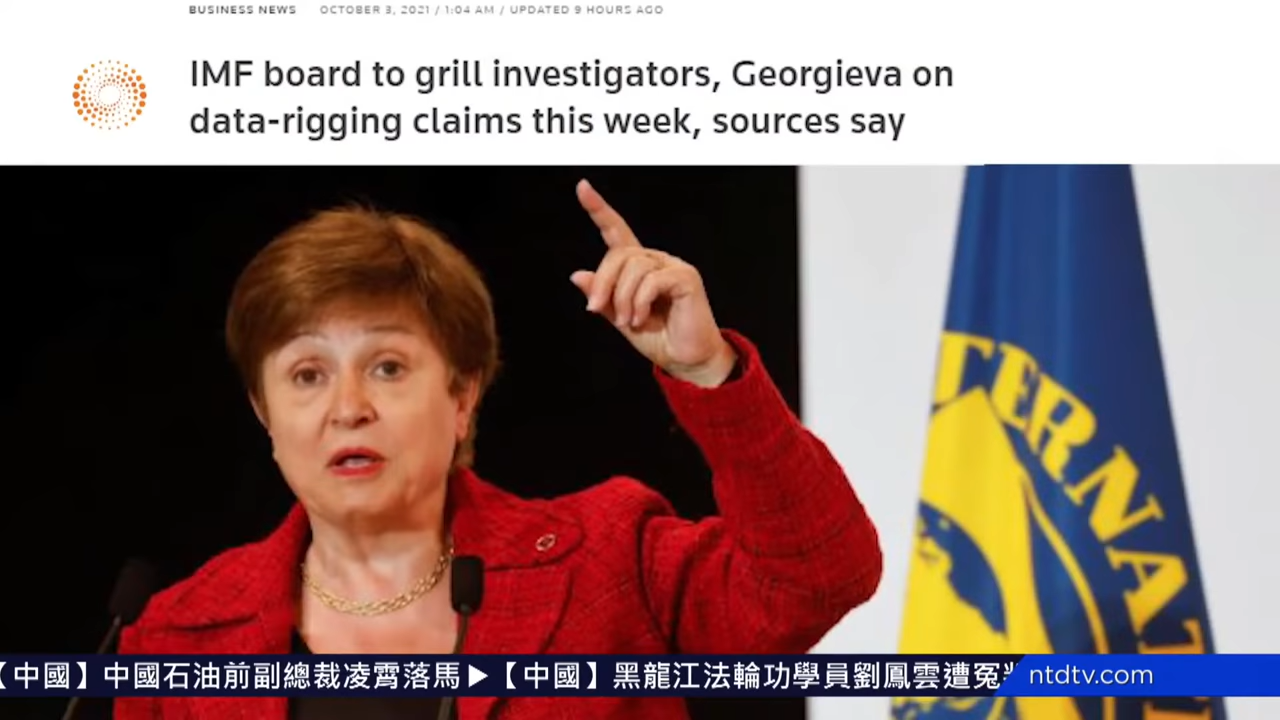 BUSINESS NEWS OCTOBER 3, 2021 / 1:04 AM / UPDATED 9 HOURS AGO
IMF board to grill investigators, Georgieva on
data-rigging claims this week, sources say
TERNATI
【中國】中國石油前副總裁凌霄落馬▶【中國】黑龍江法輪功學員劉鳳雲遭冤
ntdtv.com